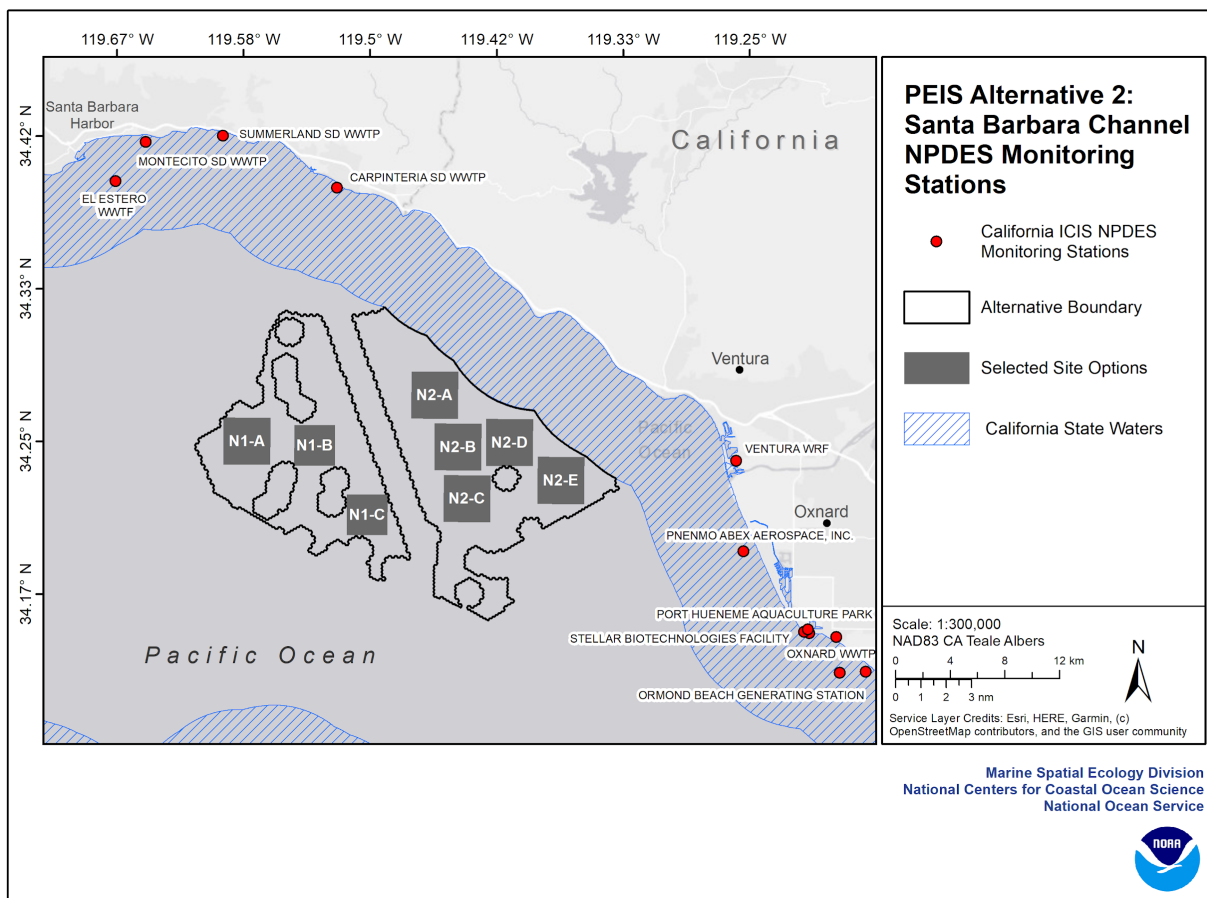 119.67° W
119.58° W
119.5° W
119.42° W
119.33° W
119.25° W
34.42° N
34.33° N
34.25° N
34.17° N
Santa Barbara
Harbor
SUMMERLAND SD WWTP
MONTECITO SD WWTP
EL ESTERO
WWTF
CARPINTERIA SD WWTP
California
Ventura
N2-A
N1-A
N1-B
N2-B
N2-D
Pacific
Ocean
VENTURA WRF
N2-E
N2-C
N1-C
Oxnard
PNENMO ABEX AEROSPACE, INC.
PORT HUENEME AQUACULTURE PARK
STELLAR BIOTECHNOLOGIES FACILITY
OXNARD WWTP
Pacific Ocean
ORMOND BEACH GENERATING STATION
PEIS Alternative 2:
Santa Barbara Channel
NPDES Monitoring
Stations
California ICIS NPDES
Monitoring Stations
Alternative Boundary
Selected Site Options
California State Waters
Scale: 1:300,000
NAD83 CA Teale Albers
0 4 8 12 km
0 1 2 3 nm
N
Service Layer Credits: Esri, HERE, Garmin, (c)
OpenStreetMap contributors, and the GIS user community
Marine Spatial Ecology Division
National Centers for Coastal Ocean Science
National Ocean Service
NOAA